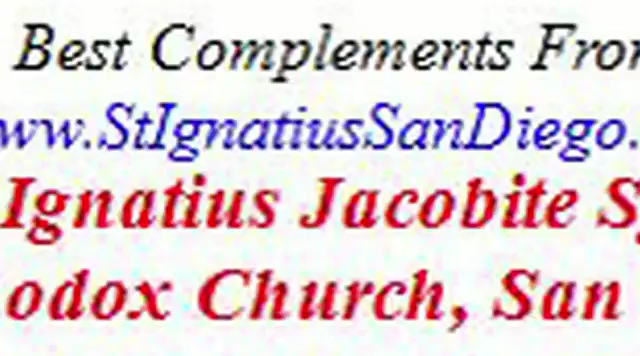 Best Complements Fro
ww.StIgnatiusSanDiego.
Ignatius Jacobite S
odox Church, San